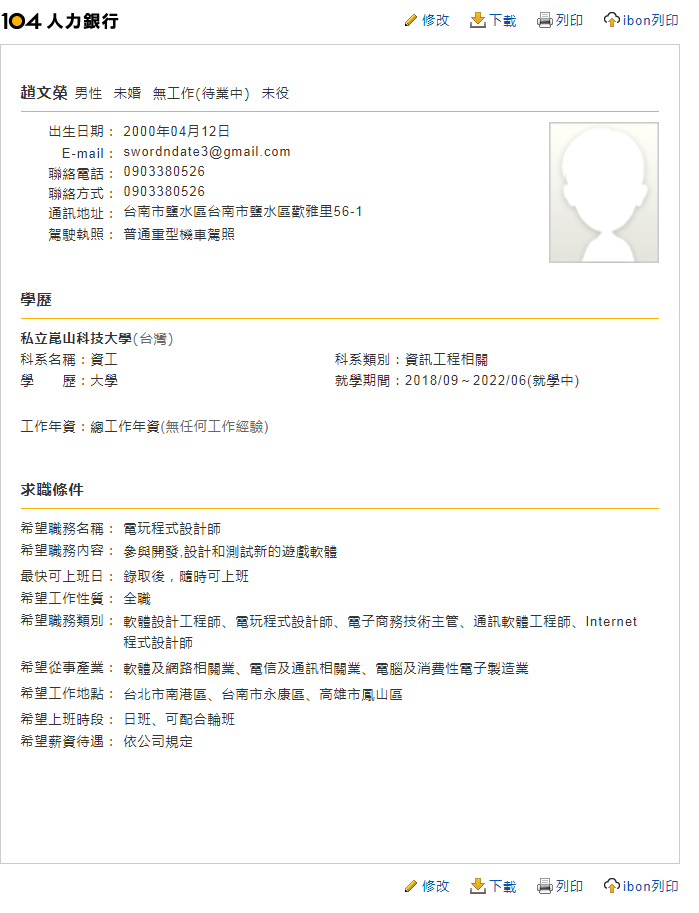 104 人力銀行 修改 下載 列印 ibon列印
趙文榮 男性 未婚 無工作(待業中) 未役
出生日期： 2000年04月12日
E-mail： swordndate3@gmail.com
聯絡電話： 0903380526
聯絡方式： 0903380526
通訊地址： 台南市鹽水區台南市鹽水區歡雅里56-1
駕駛執照： 普通重型機車駕照
學歷
私立崑山科技大學(台灣)
科系名稱：資工 科系類別：資訊工程相關
學 歷：大學 就學期間：2018/09～2022/06(就學中)
工作年資：總工作年資(無任何工作經驗)
求職條件
希望職務名稱： 電玩程式設計師
希望職務內容： 參與開發,設計和測試新的遊戲軟體
最快可上班日： 錄取後，隨時可上班
希望工作性質： 全職
希望職務類別： 軟體設計工程師、電玩程式設計師、電子商務技術主管、通訊軟體工程師、Internet
程式設計師
希望從事產業： 軟體及網路相關業、電信及通訊相關業、電腦及消費性電子製造業
希望工作地點： 台北市南港區、台南市永康區、高雄市鳳山區
希望上班時段： 日班、可配合輪班
希望薪資待遇： 依公司規定
修改 下載 列印 ibon列印